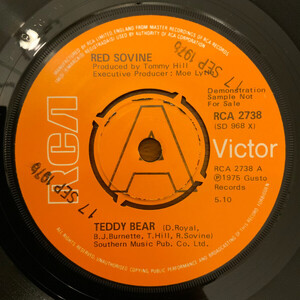 RED SOVINE
Produced by Tommy Hill
Executive Producer: Moe Lytle
17 SEP 1976
Demonstration
Sample Not
For Sale
RCA 2738
(SD 968 X)
RCA
A
Victor
RCA 2738 A
℗1975 Gusto
Records
5.10
17 SEP 1976
TEDDY BEAR (D.Royal,
B.J.Burnette, T.Hill, R.Sovine)
Southern Music Pub. Co. Ltd.